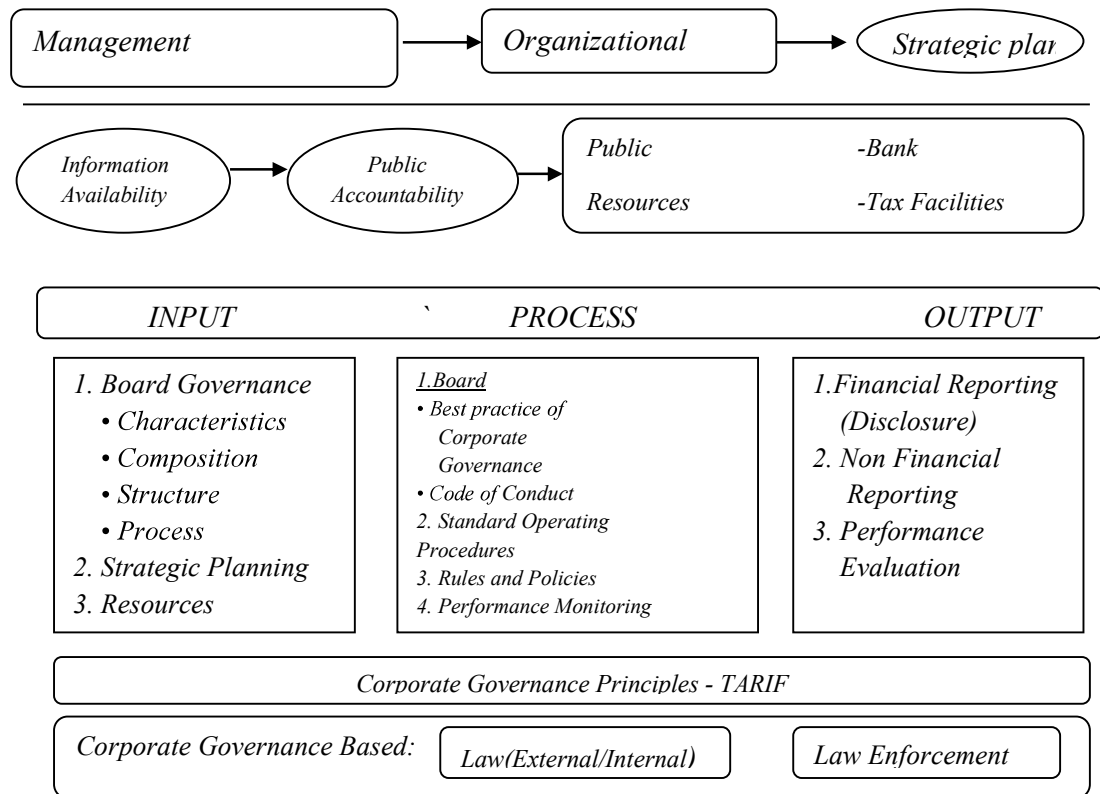 Management
Organizational
Strategic plan
Information
Availability
Public
Accountability
Public -Bank
Resources -Tax Facilities
INPUT ` PROCESS OUTPUT
1. Board Governance
• Characteristics
• Composition
• Structure
• Process
2. Strategic Planning
3. Resources
1.Board
• Best practice of
Corporate
Governance
• Code of Conduct
2. Standard Operating
Procedures
3. Rules and Policies
4. Performance Monitoring
1.Financial Reporting
(Disclosure)
2. Non Financial
Reporting
3. Performance
Evaluation
Corporate Governance Principles - TARIF
Corporate Governance Based:
Law(External/Internal)
Law Enforcement